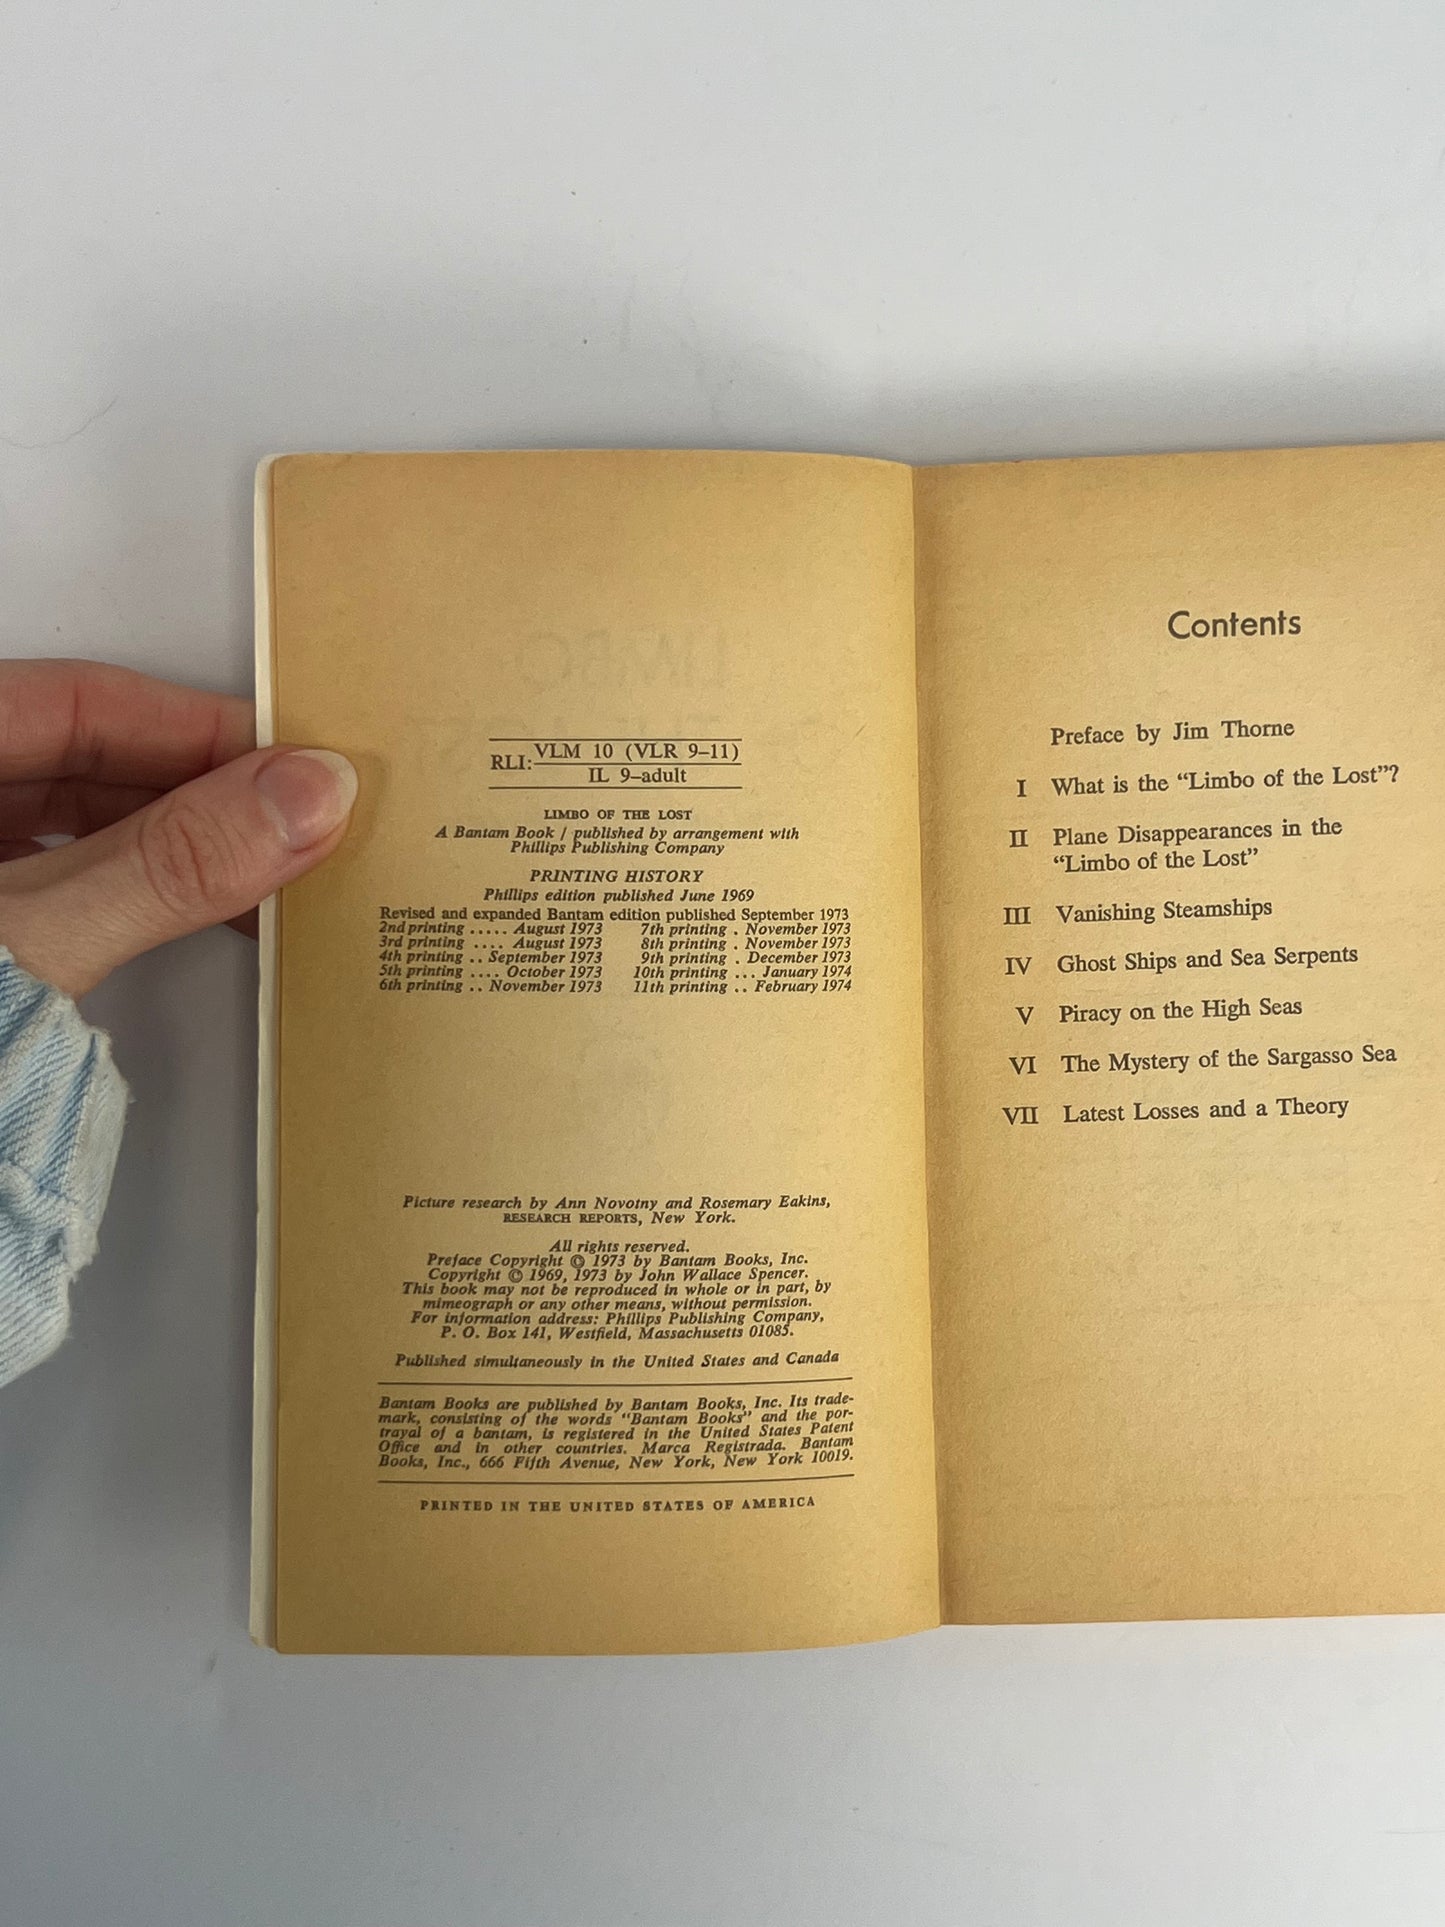 RLI: VLM 10 (VLR 9–11)
IL 9–adult
LIMBO OF THE LOST
A Bantam Book / published by arrangement with
Phillips Publishing Company
PRINTING HISTORY
Phillips edition published June 1969
Revised and expanded Bantam edition published September 1973
2nd printing ..... August 1973 7th printing . November 1973
3rd printing .... August 1973 8th printing . November 1973
4th printing .. September 1973 9th printing . December 1973
5th printing .... October 1973 10th printing ... January 1974
6th printing .. November 1973 11th printing .. February 1974
Picture research by Ann Novotny and Rosemary Eakins,
RESEARCH REPORTS, New York.
All rights reserved.
Preface Copyright © 1973 by Bantam Books, Inc.
Copyright © 1969, 1973 by John Wallace Spencer.
This book may not be reproduced in whole or in part, by
mimeograph or any other means, without permission.
For information address: Phillips Publishing Company,
P. O. Box 141, Westfield, Massachusetts 01085.
Published simultaneously in the United States and Canada
Bantam Books are published by Bantam Books, Inc. Its trade-
mark, consisting of the words "Bantam Books" and the por-
trayal of a bantam, is registered in the United States Patent
Office and in other countries. Marca Registrada. Bantam
Books, Inc., 666 Fifth Avenue, New York, New York 10019.
PRINTED IN THE UNITED STATES OF AMERICA
Contents
Preface by Jim Thorne
I What is the "Limbo of the Lost"?
II Plane Disappearances in the
"Limbo of the Lost"
III Vanishing Steamships
IV Ghost Ships and Sea Serpents
V Piracy on the High Seas
VI The Mystery of the Sargasso Sea
VII Latest Losses and a Theory